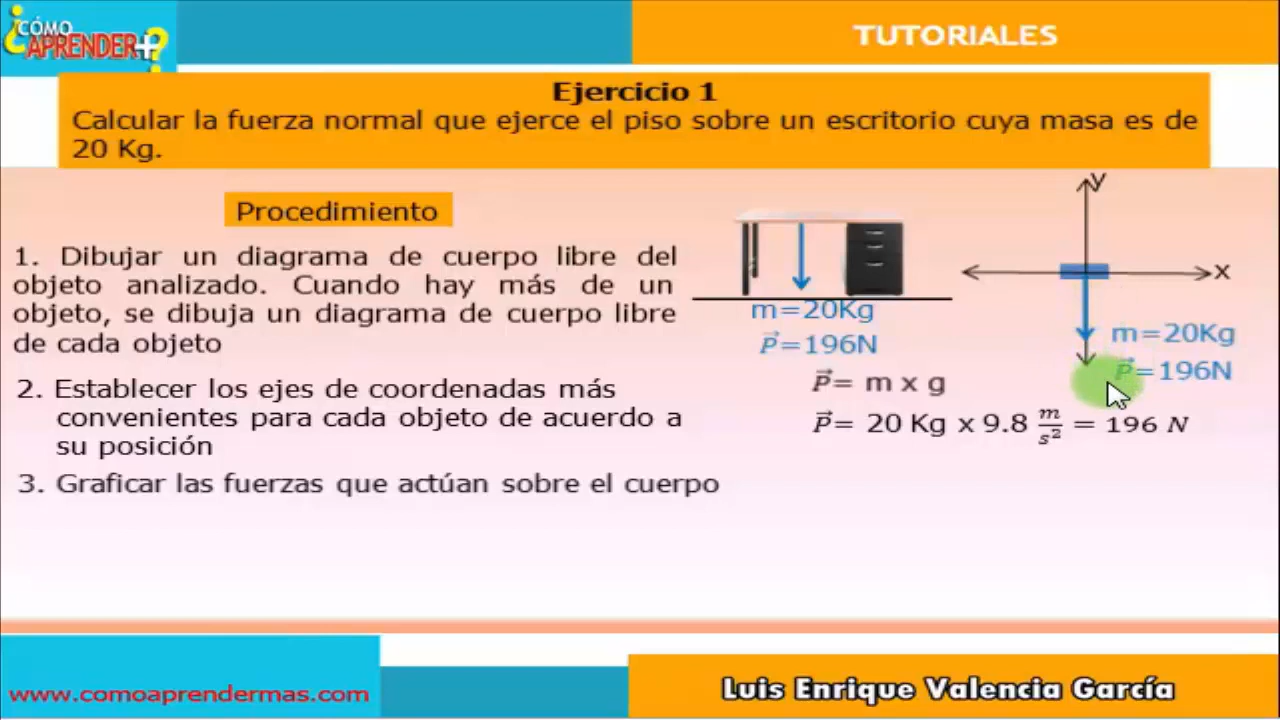 ¿CÓMO
APRENDER+?
TUTORIALES
Ejercicio 1
Calcular la fuerza normal que ejerce el piso sobre un escritorio cuya masa es de
20 Kg.
Procedimiento
1. Dibujar un diagrama de cuerpo libre del
objeto analizado. Cuando hay más de un
objeto, se dibuja un diagrama de cuerpo libre
de cada objeto
2. Establecer los ejes de coordenadas más
convenientes para cada objeto de acuerdo a
su posición
3. Graficar las fuerzas que actúan sobre el cuerpo
m=20Kg
P⃗=196N
y
x
m=20Kg
P⃗=196N
P⃗= m x g
P⃗= 20 Kg x 9.8 m/s² = 196 N
www.comoaprendermas.com
Luis Enrique Valencia García